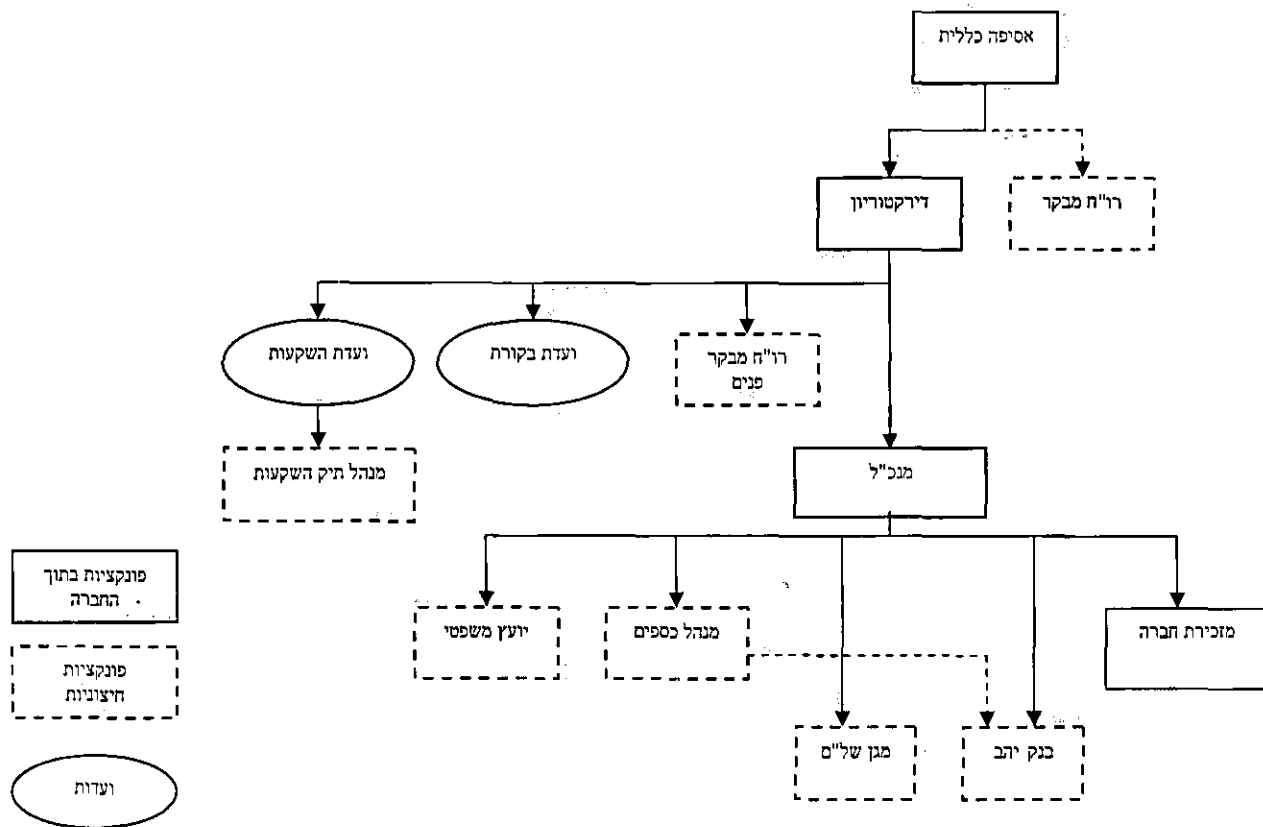 אסיפה כללית
דירקטוריון
רו"ח מבקר
ועדת השקעות
ועדת בקורת
רו"ח מבקר
פנים
מנהל תיק השקעות
מנכ"ל
פונקציות בתוך
החברה
יועץ משפטי
מנהל כספים
מזכירת חברה
פונקציות
חיצוניות
מגן של"ם
בנק יהב
ועדות